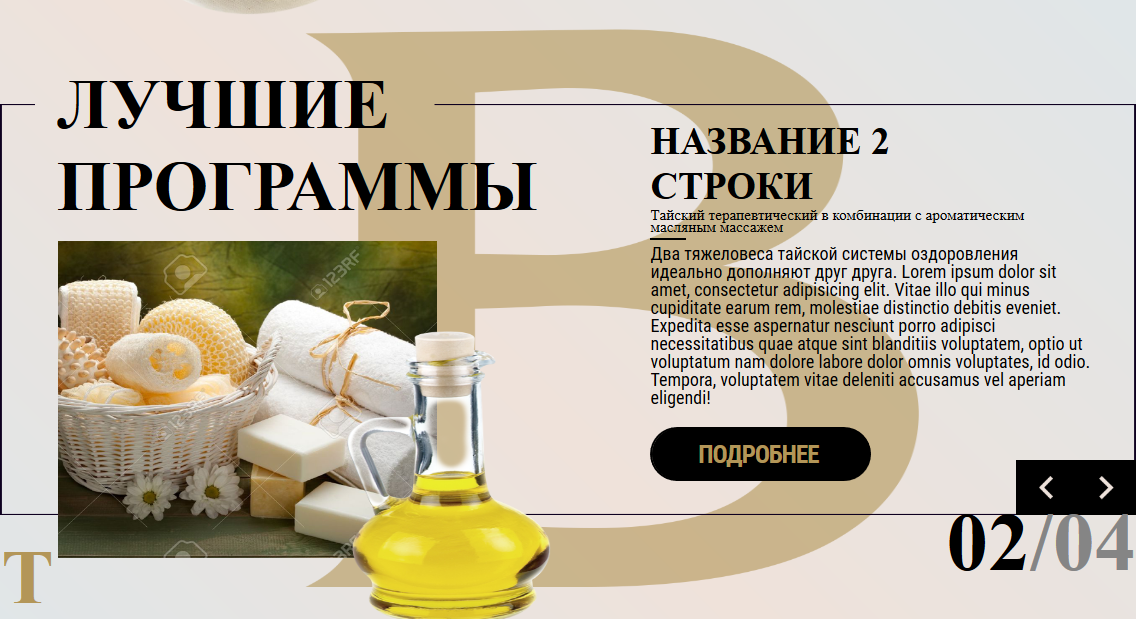 ЛУЧШИЕ
ПРОГРАММЫ
НАЗВАНИЕ 2
СТРОКИ
Тайский терапевтический в комбинации с ароматическим
масляным массажем
Два тяжеловеса тайской системы оздоровления
идеально дополняют друг друга. Lorem ipsum dolor sit
amet, consectetur adipisicing elit. Vitae illo qui minus
cupiditate earum rem, molestiae distinctio debitis eveniet.
Expedita esse aspernatur nesciunt porro adipisci
necessitatibus quae atque sint blanditiis voluptatem, optio ut
voluptatum nam dolore labore dolor omnis voluptates, id odio.
Tempora, voluptatem vitae deleniti accusamus vel aperiam
eligendi!
ПОДРОБНЕЕ
02/04
В
Т
123RF
123RF
123RF